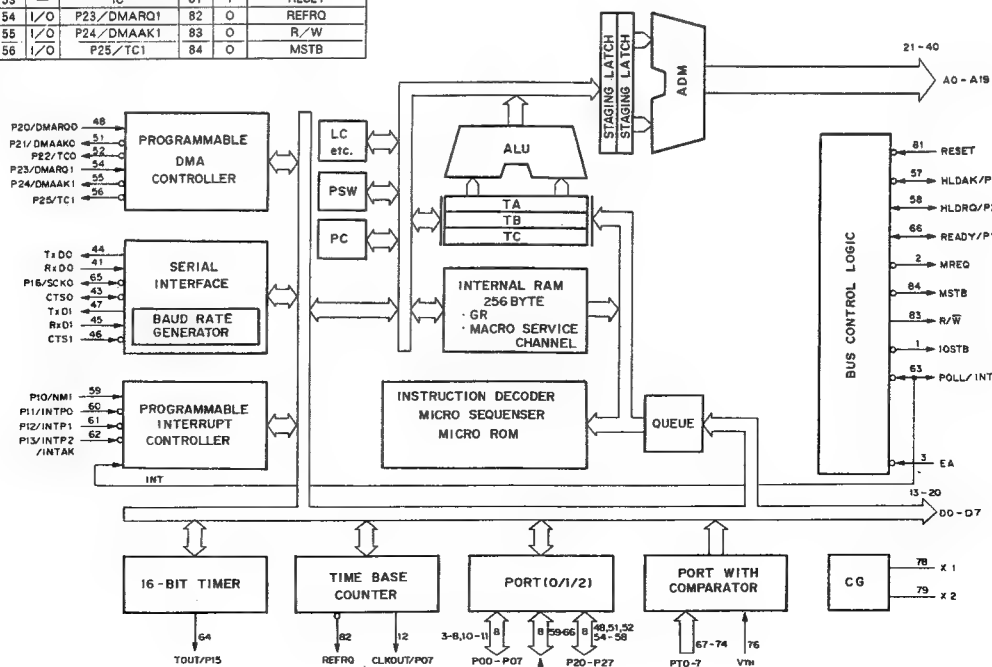 53 — IC 81 I RESET
54 I/O P23/DMARQ1 82 O REFRQ
55 I/O P24/DMAAK1 83 O R/W
56 I/O P25/TC1 84 O MSTB
21-40
A0-A19
STAGING LATCH
STAGING LATCH
ADM
P20/DMARQ0 48
P21/DMAAK0 51
P22/TC0 52
P23/DMARQ1 54
P24/DMAAK1 55
P25/TC1 56
PROGRAMMABLE
DMA
CONTROLLER
LC
etc.
PSW
PC
ALU
TA
TB
TC
TxD0 44
RxD0 41
P16/SCK0 65
CTS0 43
TxD1 47
RxD1 45
CTS1 46
SERIAL
INTERFACE
BAUD RATE
GENERATOR
INTERNAL RAM
256 BYTE
· GR
· MACRO SERVICE
CHANNEL
BUS CONTROL LOGIC
81 RESET
57 HLDAK/P
58 HLDRQ/P
66 READY/P
2 MREQ
84 MSTB
83 R/W̅
1 IOSTB
63 POLL/INT
3 EA
P10/NMI 59
P11/INTP0 60
P12/INTP1 61
P13/INTP2 62
/INTAK
PROGRAMMABLE
INTERRUPT
CONTROLLER
INT
INSTRUCTION DECODER
MICRO SEQUENSER
MICRO ROM
QUEUE
13-20
D0-D7
16-BIT TIMER
TIME BASE
COUNTER
PORT(0/1/2)
PORT WITH
COMPARATOR
CG
78 X1
79 X2
64
TOUT/P15
82
REFRQ
12
CLKOUT/P07
3-8,10-11 8
P00-P07
8 59-66
8 48,51,52
54-58
P20-P27
67-74
PT0-7
76
VTH